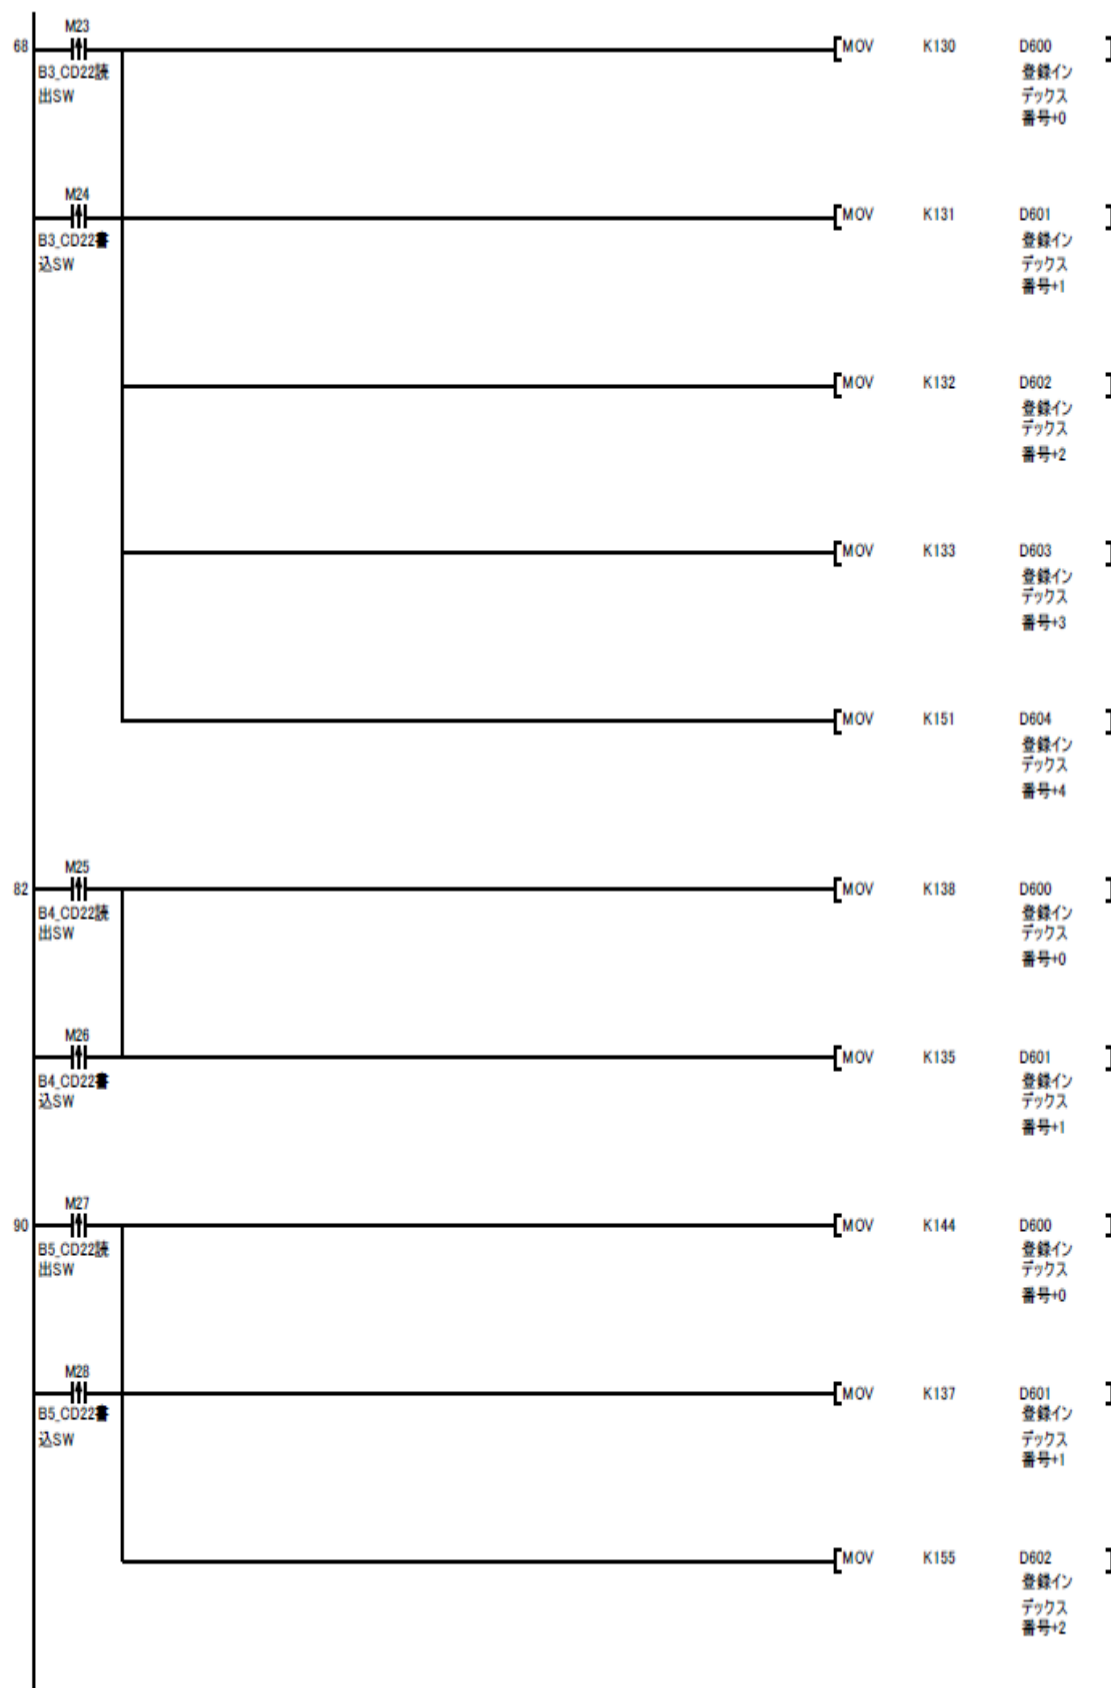 M23
68
MOV K130 D600
B3_CD22読
出SW
登録イン
デックス
番号+0
M24
MOV K131 D601
B3_CD22書
込SW
登録イン
デックス
番号+1
MOV K132 D602
登録イン
デックス
番号+2
MOV K133 D603
登録イン
デックス
番号+3
MOV K151 D604
登録イン
デックス
番号+4
M25
82
MOV K138 D600
B4_CD22読
出SW
登録イン
デックス
番号+0
M26
MOV K135 D601
B4_CD22書
込SW
登録イン
デックス
番号+1
M27
90
MOV K144 D600
B5_CD22読
出SW
登録イン
デックス
番号+0
M28
MOV K137 D601
B5_CD22書
込SW
登録イン
デックス
番号+1
MOV K155 D602
登録イン
デックス
番号+2